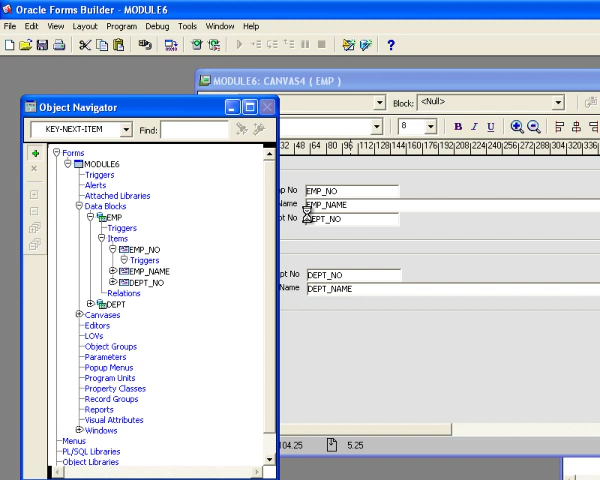 Oracle Forms Builder - MODULE6
File Edit View Layout Program Debug Tools Window Help
MODULE6: CANVAS4 ( EMP )
Block: <Null>
8 B I U
Object Navigator
KEY-NEXT-ITEM Find:
32 |48 |64 |80 |96 |112|128|144|160|176|192|208|224|240|256|272|288|304|320|336
Forms
MODULE6
Triggers
Alerts
Attached Libraries
Data Blocks
EMP
Triggers
Items
EMP_NO
Triggers
EMP_NAME
DEPT_NO
Relations
DEPT
Canvases
Editors
LOVs
Object Groups
Parameters
Popup Menus
Program Units
Property Classes
Record Groups
Reports
Visual Attributes
Windows
Menus
PL/SQL Libraries
Object Libraries
No EMP_NO
Name EMP_NAME
pt No DEPT_NO
pt No DEPT_NO
Name DEPT_NAME
104.25 5.25